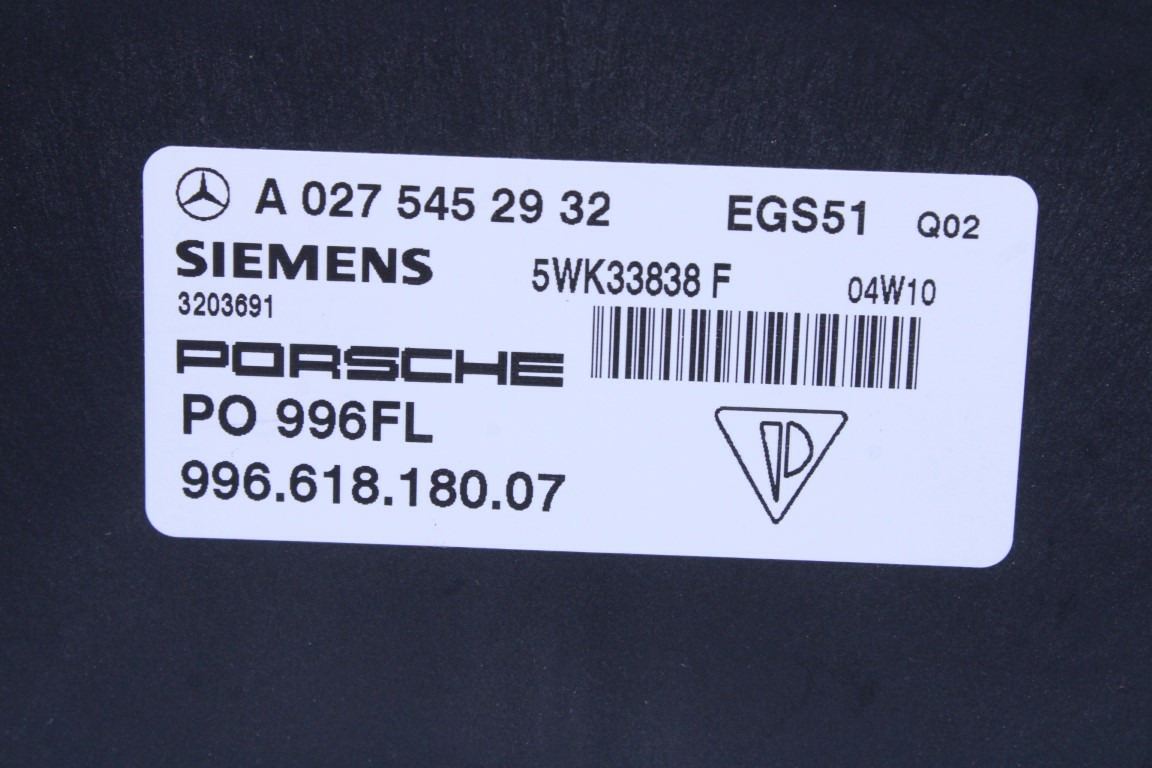 A 027 545 29 32 EGS51 Q02
SIEMENS 5WK33838 F 04W10
3203691
PORSCHE
PO 996FL
996.618.180.07